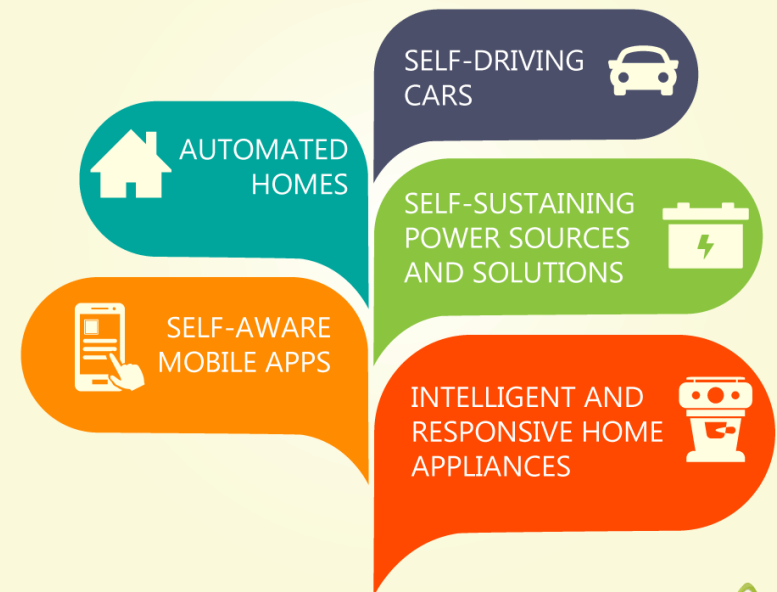 SELF-DRIVING
CARS
AUTOMATED
HOMES
SELF-SUSTAINING
POWER SOURCES
AND SOLUTIONS
SELF-AWARE
MOBILE APPS
INTELLIGENT AND
RESPONSIVE HOME
APPLIANCES